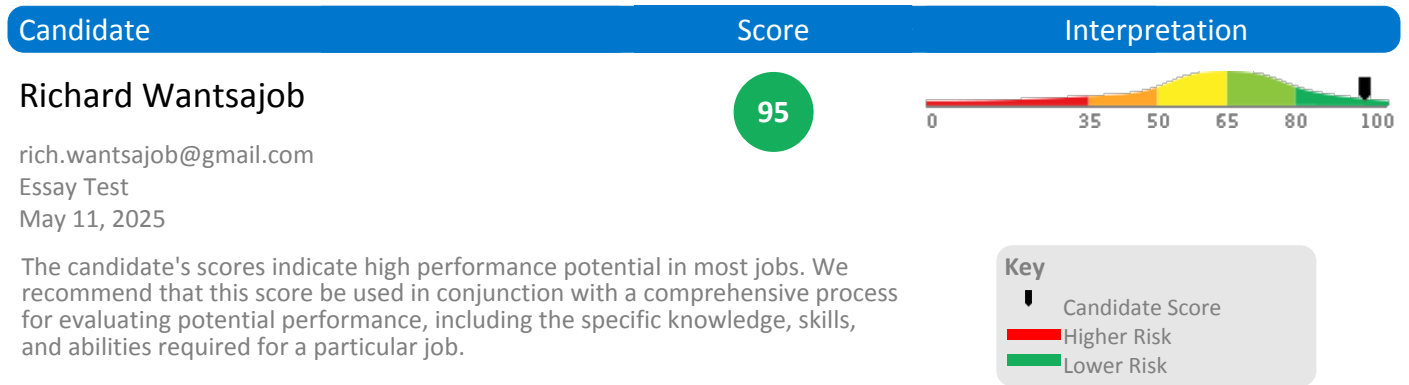 Candidate Score Interpretation
Richard Wantsajob
95
0 35 50 65 80 100
rich.wantsajob@gmail.com
Essay Test
May 11, 2025
The candidate's scores indicate high performance potential in most jobs. We
recommend that this score be used in conjunction with a comprehensive process
for evaluating potential performance, including the specific knowledge, skills,
and abilities required for a particular job.
Key
Candidate Score
Higher Risk
Lower Risk